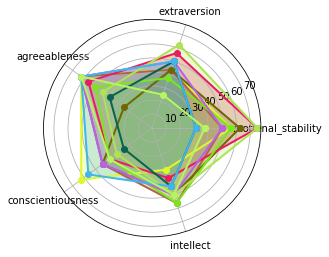 extraversion
agreeableness
10 20 30 40 50 60 70
emotional_stability
conscientiousness
intellect